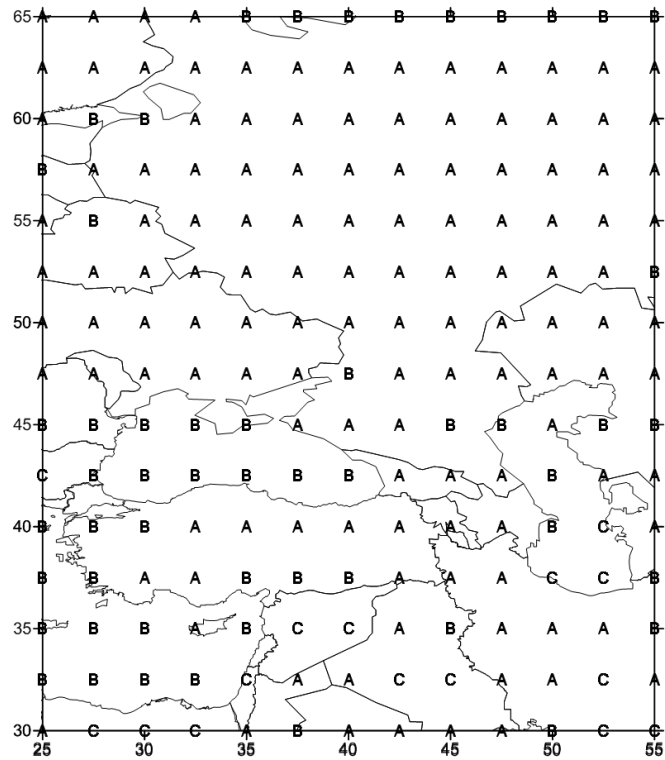 65 A A A A B B B B B B B B B
A A A A A A A A A A A A A
60 A B B A A A A A A A A A A
B A A A A A A A A A A A A
55 A B A A A A A A A A A A A
A A A A A A A A A A A A B
50 A A A A A A A A A A A A A
A A A A A A B A A A A A A
45 B B B B B A A A B B A B B
C B B B B B B A A A B A A
40 B B B A A A A A A A B C A
B B A A B B B A A A C C B
35 B B B A B C C A B A A A B
B B B B C A A C C A A C A
30 A C C C A B A A A A B C C
25 30 35 40 45 50 55